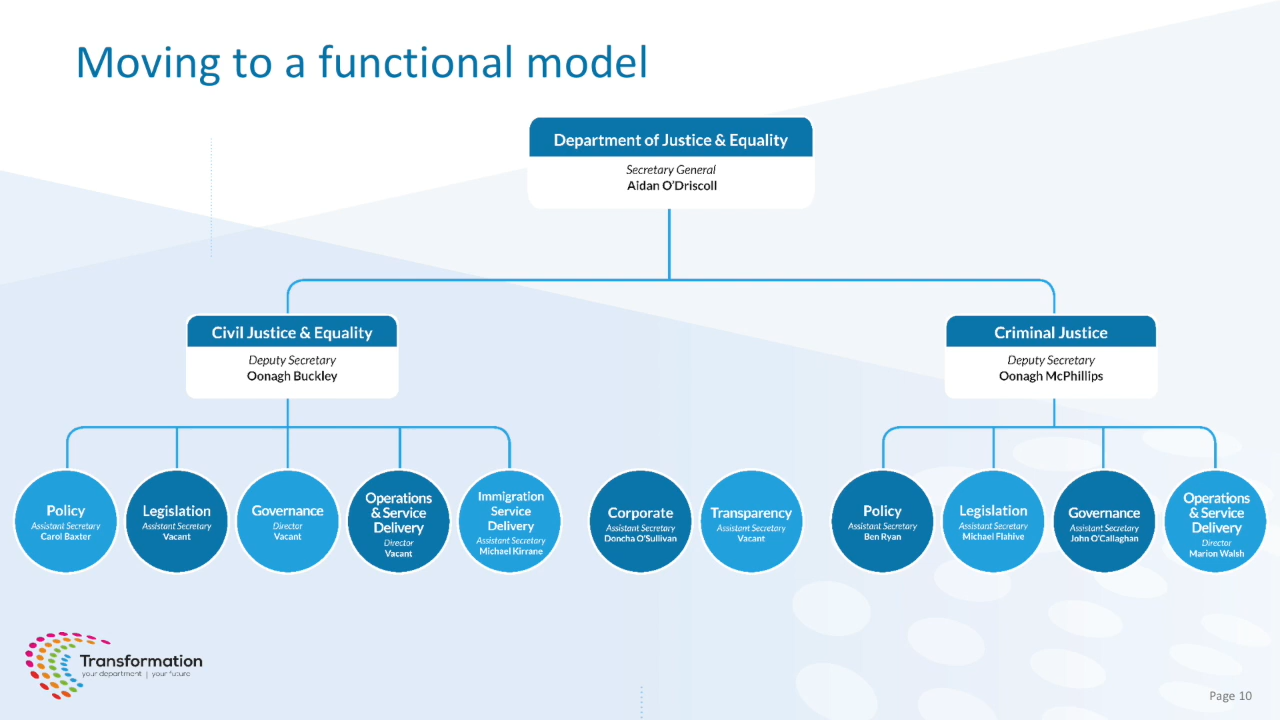 Moving to a functional model
Department of Justice & Equality
Secretary General
Aidan O'Driscoll
Civil Justice & Equality
Deputy Secretary
Oonagh Buckley
Criminal Justice
Deputy Secretary
Oonagh McPhillips
Policy
Assistant Secretary
Carol Baxter
Legislation
Assistant Secretary
Vacant
Governance
Director
Vacant
Operations
& Service
Delivery
Director
Vacant
Immigration
Service
Delivery
Assistant Secretary
Michael Kirrane
Corporate
Assistant Secretary
Doncha O'Sullivan
Transparency
Assistant Secretary
Vacant
Policy
Assistant Secretary
Ben Ryan
Legislation
Assistant Secretary
Michael Flahive
Governance
Assistant Secretary
John O'Callaghan
Operations
& Service
Delivery
Director
Marion Walsh
Transformation
your department | your future
Page 10